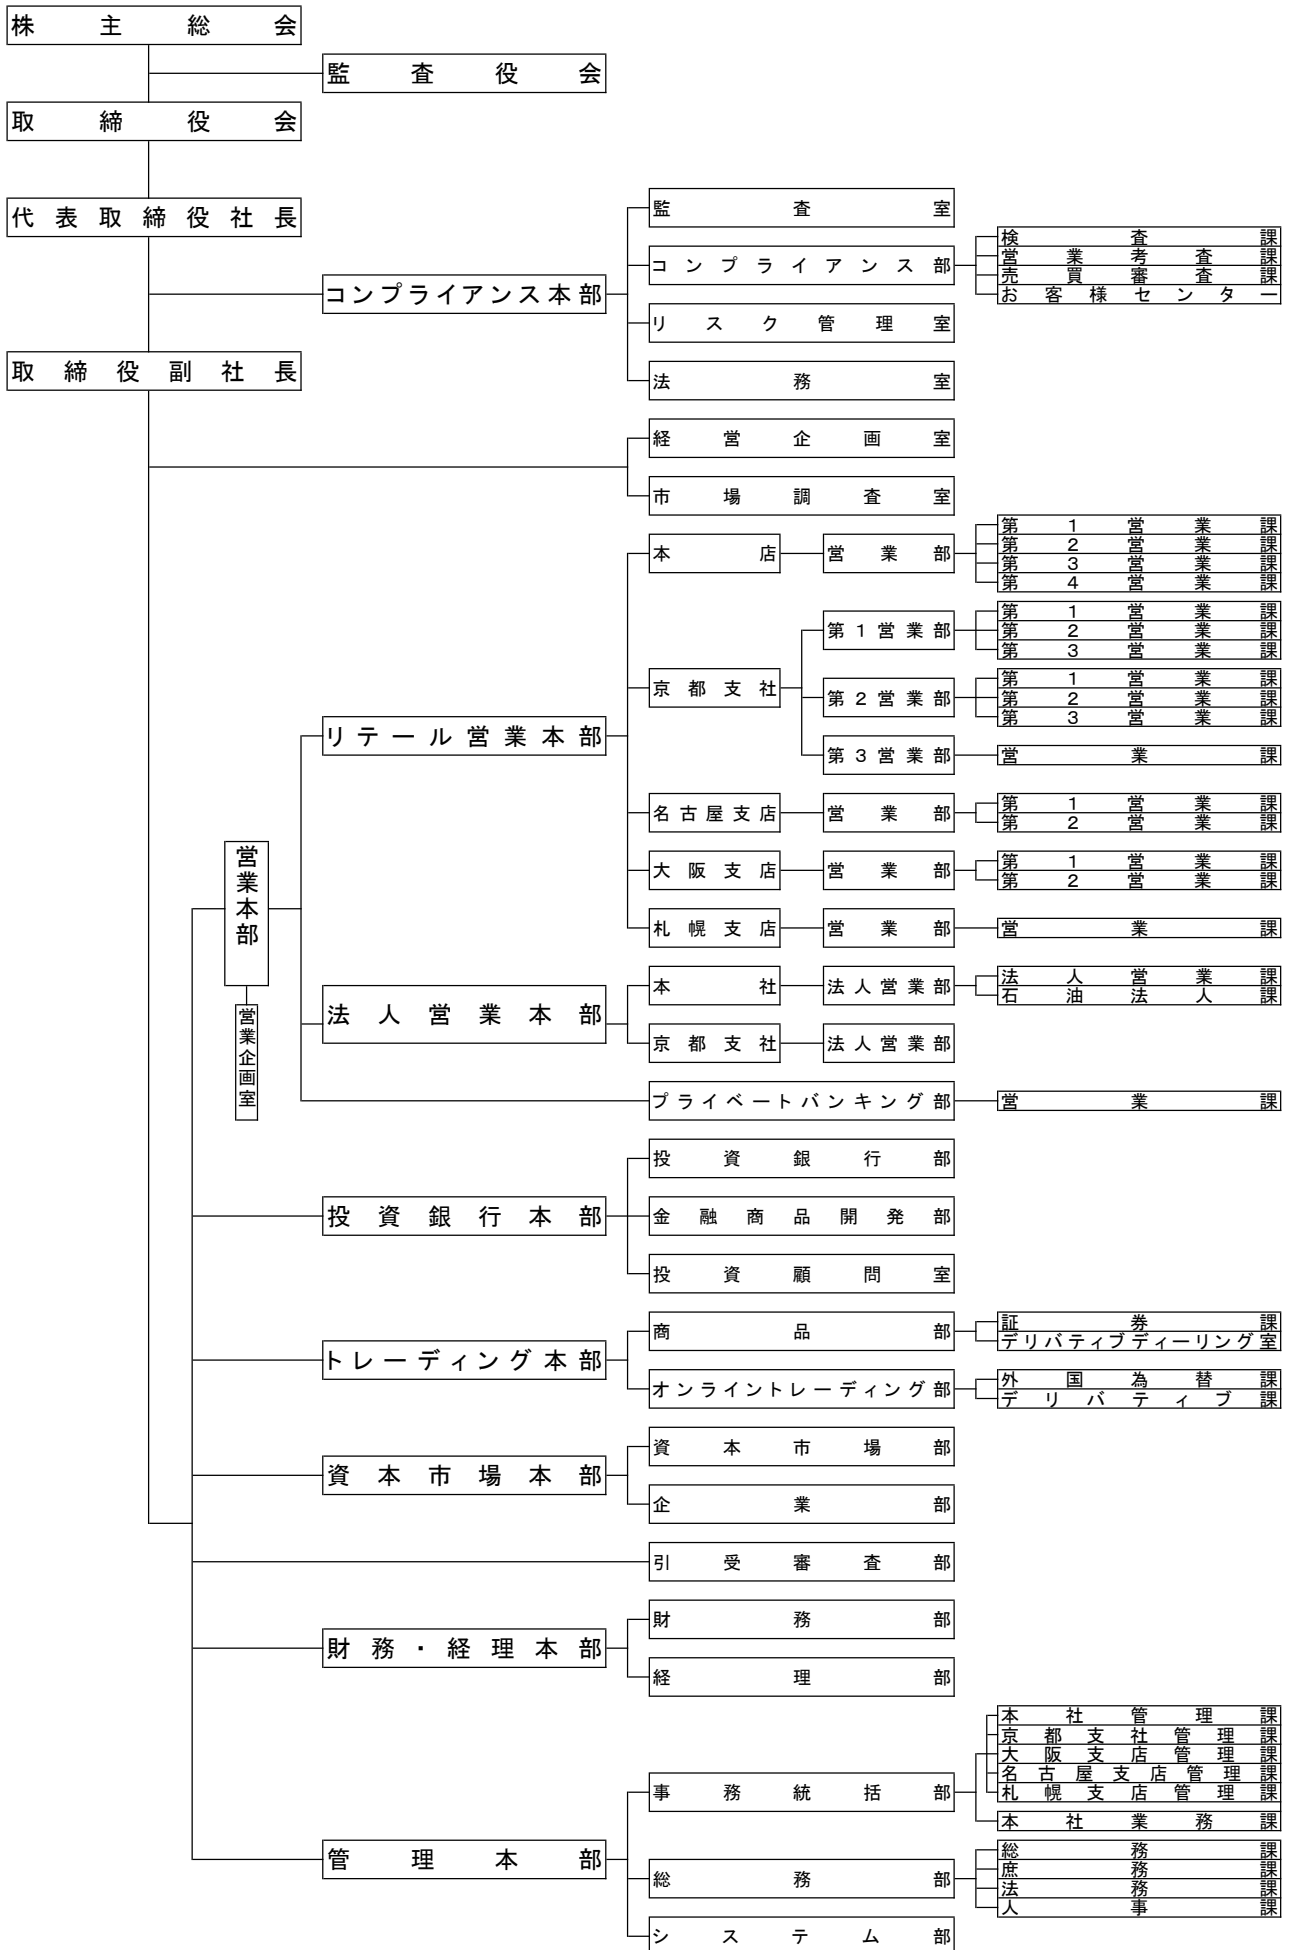 株主総会
監査役会
取締役会
代表取締役社長
監査室
コンプライアンス部
検査課
営業考査課
売買審査課
お客様センター
コンプライアンス本部
リスク管理室
法務室
取締役副社長
経営企画室
市場調査室
本店
営業部
第1営業課
第2営業課
第3営業課
第4営業課
京都支社
第1営業部
第1営業課
第2営業課
第3営業課
第2営業部
第1営業課
第2営業課
第3営業課
第3営業部
営業課
リテール営業本部
名古屋支店
営業部
第1営業課
第2営業課
大阪支店
営業部
第1営業課
第2営業課
営業本部
札幌支店
営業部
営業課
法人営業本部
本社
法人営業部
法人営業課
石油法人課
営業企画室
京都支社
法人営業部
プライベートバンキング部
営業課
投資銀行本部
投資銀行部
金融商品開発部
投資顧問室
トレーディング本部
商品部
証券課
デリバティブディーリング室
オンライントレーディング部
外国為替課
デリバティブ課
資本市場本部
資本市場部
企業部
引受審査部
財務・経理本部
財務部
経理部
管理本部
事務統括部
本社管理課
京都支社管理課
大阪支店管理課
名古屋支店管理課
札幌支店管理課
本社業務課
総務部
総務課
庶務課
法務課
人事課
システム部